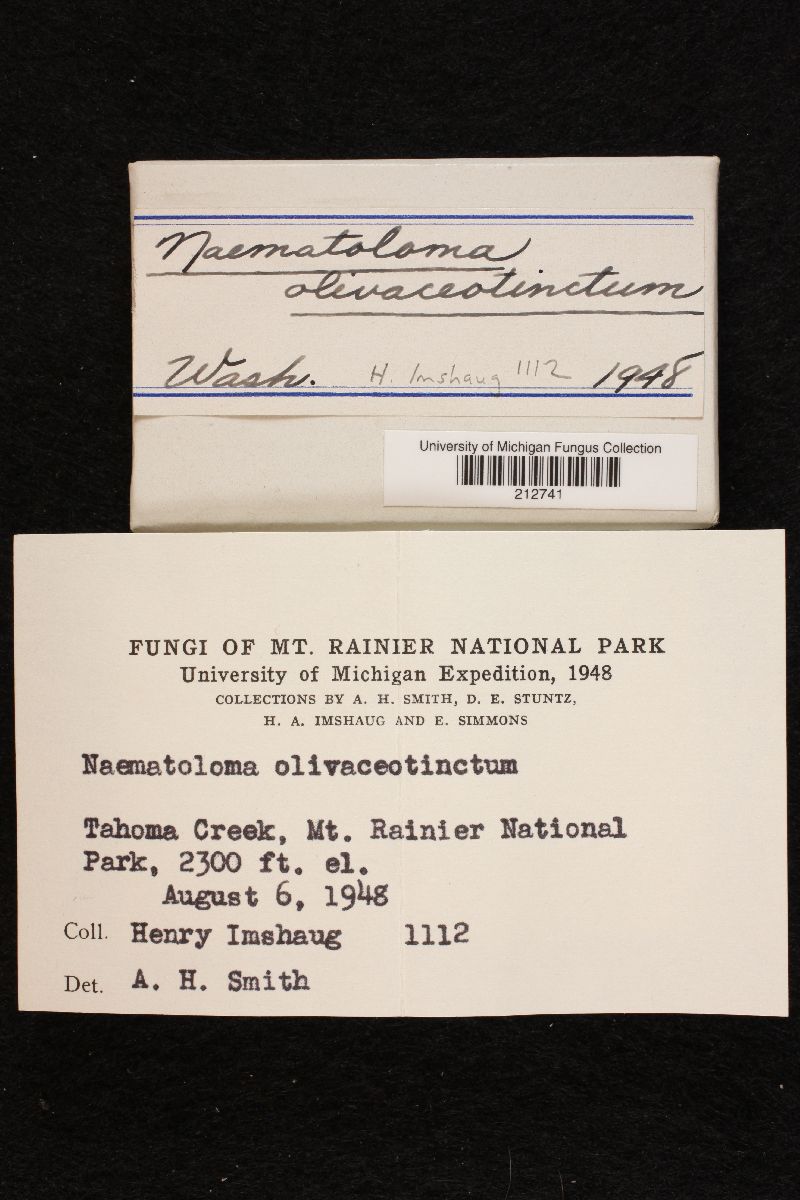 Naematoloma
olivaceotinctum
Wash. H. Imshaug 1112 1948
University of Michigan Fungus Collection
212741
FUNGI OF MT. RAINIER NATIONAL PARK
University of Michigan Expedition, 1948
COLLECTIONS BY A. H. SMITH, D. E. STUNTZ,
H. A. IMSHAUG AND E. SIMMONS
Naematoloma olivaceotinctum
Tahoma Creek, Mt. Rainier National
Park, 2300 ft. el.
August 6, 1948
Coll. Henry Imshaug 1112
Det. A. H. Smith